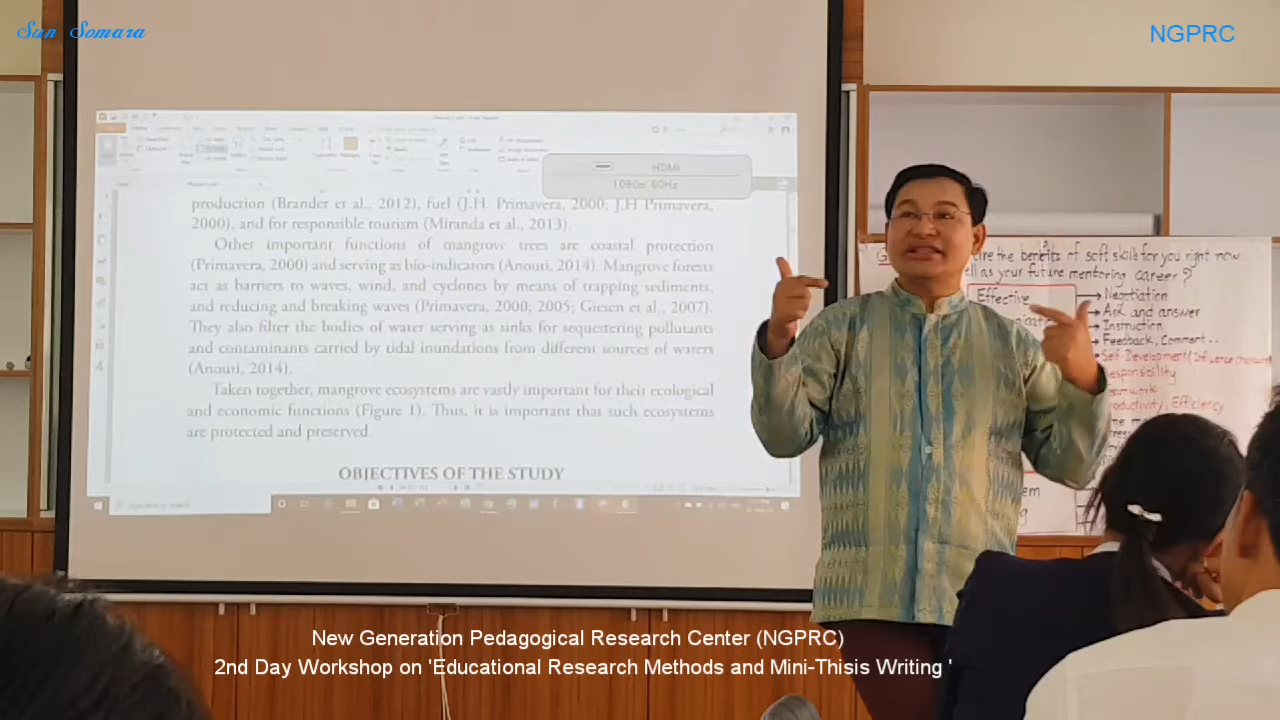 San Somara
NGPRC
HDMI
1080p 60Hz
production (Brander et al., 2012), fuel (J.H. Primavera, 2000; J.H Primavera,
2000), and for responsible tourism (Miranda et al., 2013).
Other important functions of mangrove trees are coastal protection
(Primavera, 2000) and serving as bio-indicators (Anouti, 2014). Mangrove forests
act as barriers to waves, wind, and cyclones by means of trapping sediments,
and reducing and breaking waves (Primavera, 2000; 2005; Giesen et al., 2007).
They also filter the bodies of water serving as sinks for sequestering pollutants
and contaminants carried by tidal inundations from different sources of waters
(Anouti, 2014).
Taken together, mangrove ecosystems are vastly important for their ecological
and economic functions (Figure 1). Thus, it is important that such ecosystems
are protected and preserved.
OBJECTIVES OF THE STUDY
are the benefits of soft skills for you right now
as your future mentoring career?
Effective
Negotiation
Ask and answer
Instruction
Feedback, Comment...
Self-Development
Efficiency
New Generation Pedagogical Research Center (NGPRC)
2nd Day Workshop on 'Educational Research Methods and Mini-Thisis Writing '